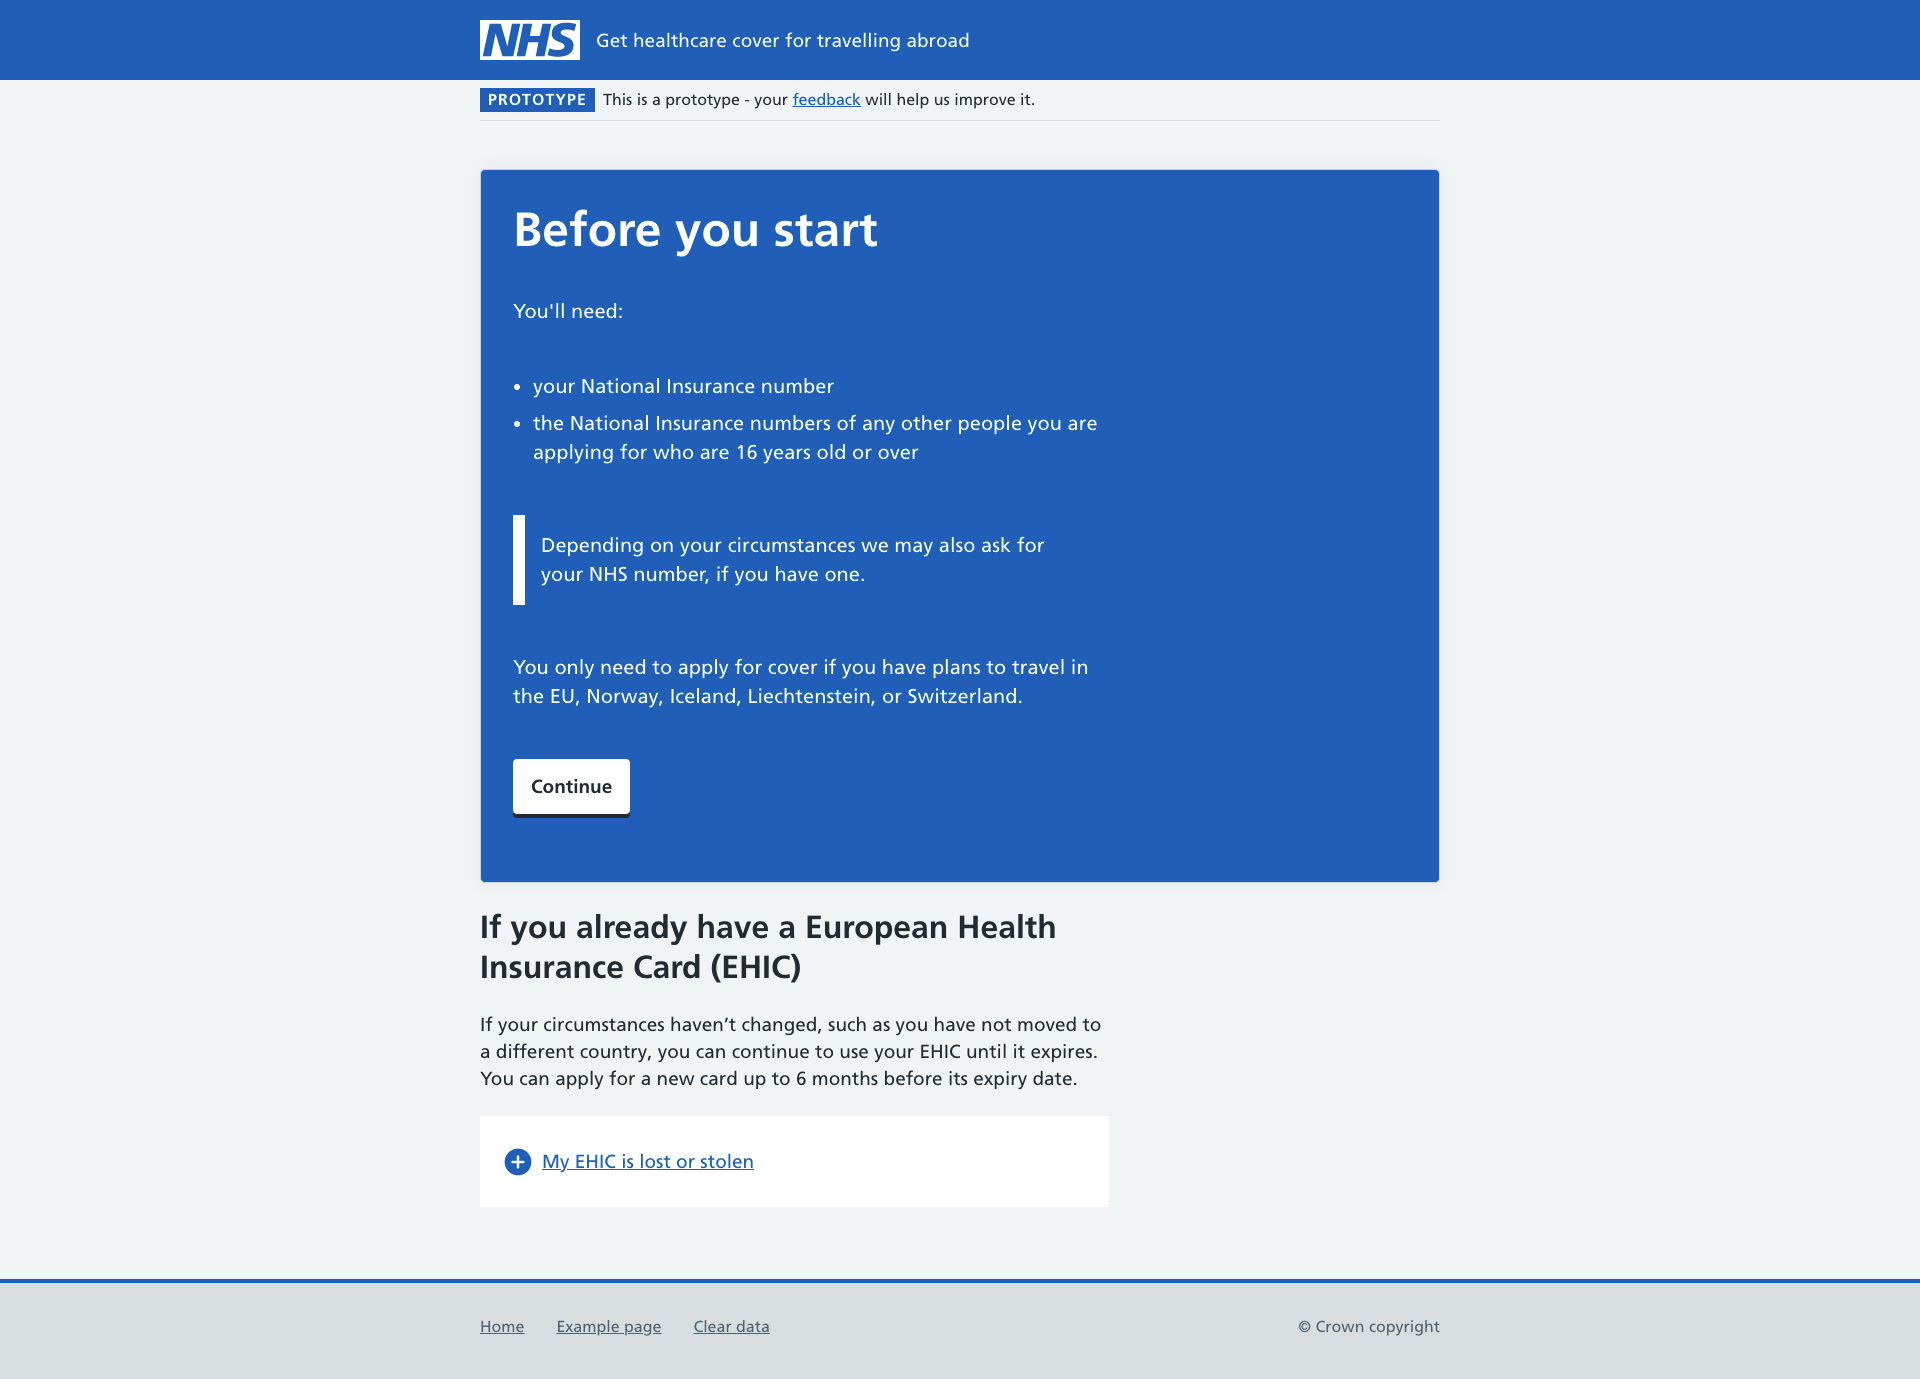 NHS Get healthcare cover for travelling abroad
PROTOTYPE This is a prototype - your feedback will help us improve it.
Before you start
You'll need:
• your National Insurance number
• the National Insurance numbers of any other people you are
applying for who are 16 years old or over
Depending on your circumstances we may also ask for
your NHS number, if you have one.
You only need to apply for cover if you have plans to travel in
the EU, Norway, Iceland, Liechtenstein, or Switzerland.
Continue
If you already have a European Health
Insurance Card (EHIC)
If your circumstances haven’t changed, such as you have not moved to
a different country, you can continue to use your EHIC until it expires.
You can apply for a new card up to 6 months before its expiry date.
My EHIC is lost or stolen
Home Example page Clear data © Crown copyright